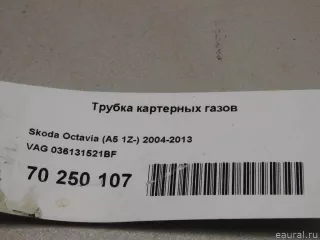 Трубка картерных газов
Skoda Octavia (A5 1Z-) 2004-2013
VAG 036131521BF
70 250 107
eaural.ru